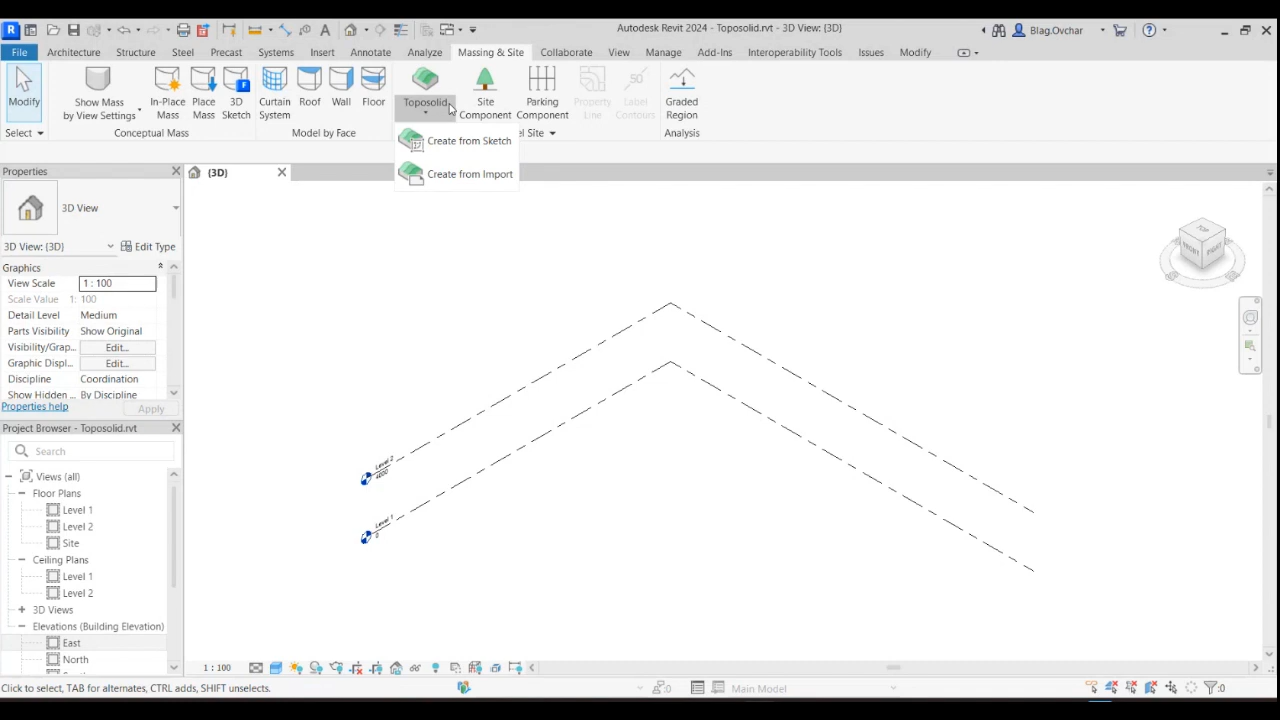 Autodesk Revit 2024 - Toposolid.rvt - 3D View: {3D}
Blag.Ovchar
File Architecture Structure Steel Precast Systems Insert Annotate Analyze Massing & Site Collaborate View Manage Add-Ins Interoperability Tools Issues Modify
Modify
Show Mass
by View Settings
In-Place
Mass
Place
Mass
3D
Sketch
Curtain
System
Roof
Wall
Floor
Toposolid
Site
Component
Parking
Component
Property
Line
Label
Contours
Graded
Region
Select
Conceptual Mass
Model by Face
el Site
Analysis
Create from Sketch
Create from Import
Properties
(3D)
3D View
3D View: {3D}
Edit Type
Graphics
View Scale 1 : 100
Scale Value 1: 100
Detail Level Medium
Parts Visibility Show Original
Visibility/Grap... Edit...
Graphic Displ... Edit...
Discipline Coordination
Show Hidden ... By Discipline
Properties help
Apply
Project Browser - Toposolid.rvt
Search
Views (all)
Floor Plans
Level 1
Level 2
Site
Ceiling Plans
Level 1
Level 2
3D Views
Elevations (Building Elevation)
East
North
Level 2
4000
Level 1
0
TOP
FRONT
RIGHT
1 : 100
Click to select, TAB for alternates, CTRL adds, SHIFT unselects.
:0
Main Model
:0